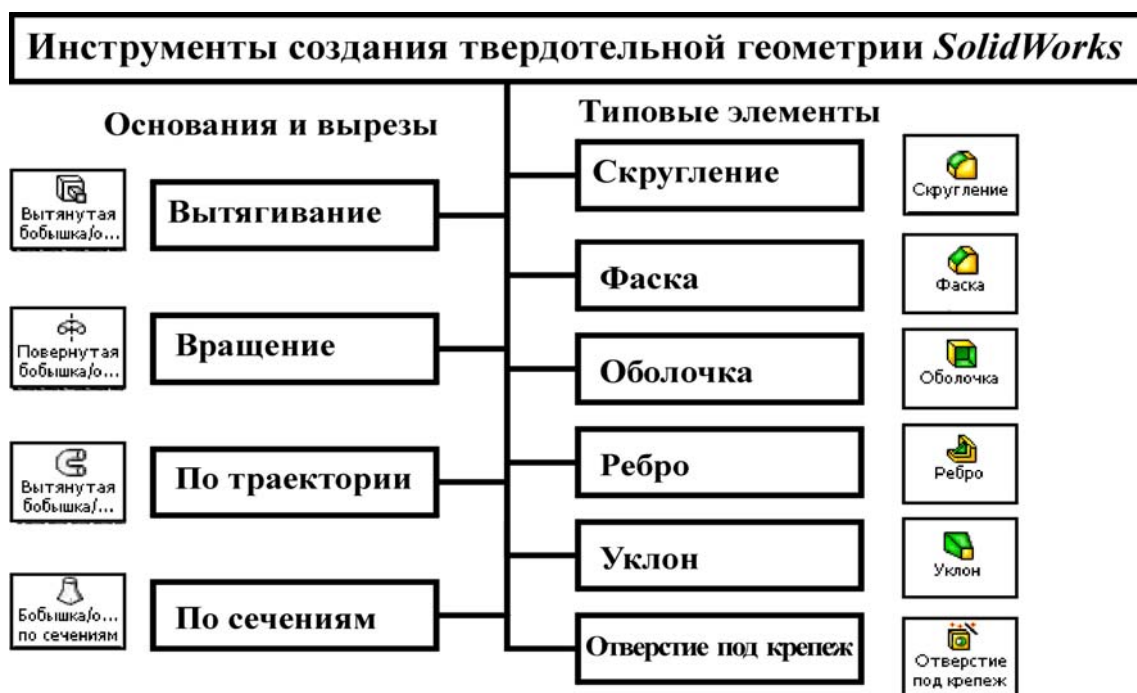 Инструменты создания твердотельной геометрии SolidWorks
Основания и вырезы
Вытянутая
бобышка/о...
Вытягивание
Повернутая
бобышка/о...
Вращение
Вытянутая
бобышка/...
По траектории
Бобышка/о...
по сечениям
По сечениям
Типовые элементы
Скругление
Скругление
Фаска
Фаска
Оболочка
Оболочка
Ребро
Ребро
Уклон
Уклон
Отверстие под крепеж
Отверстие
под крепеж